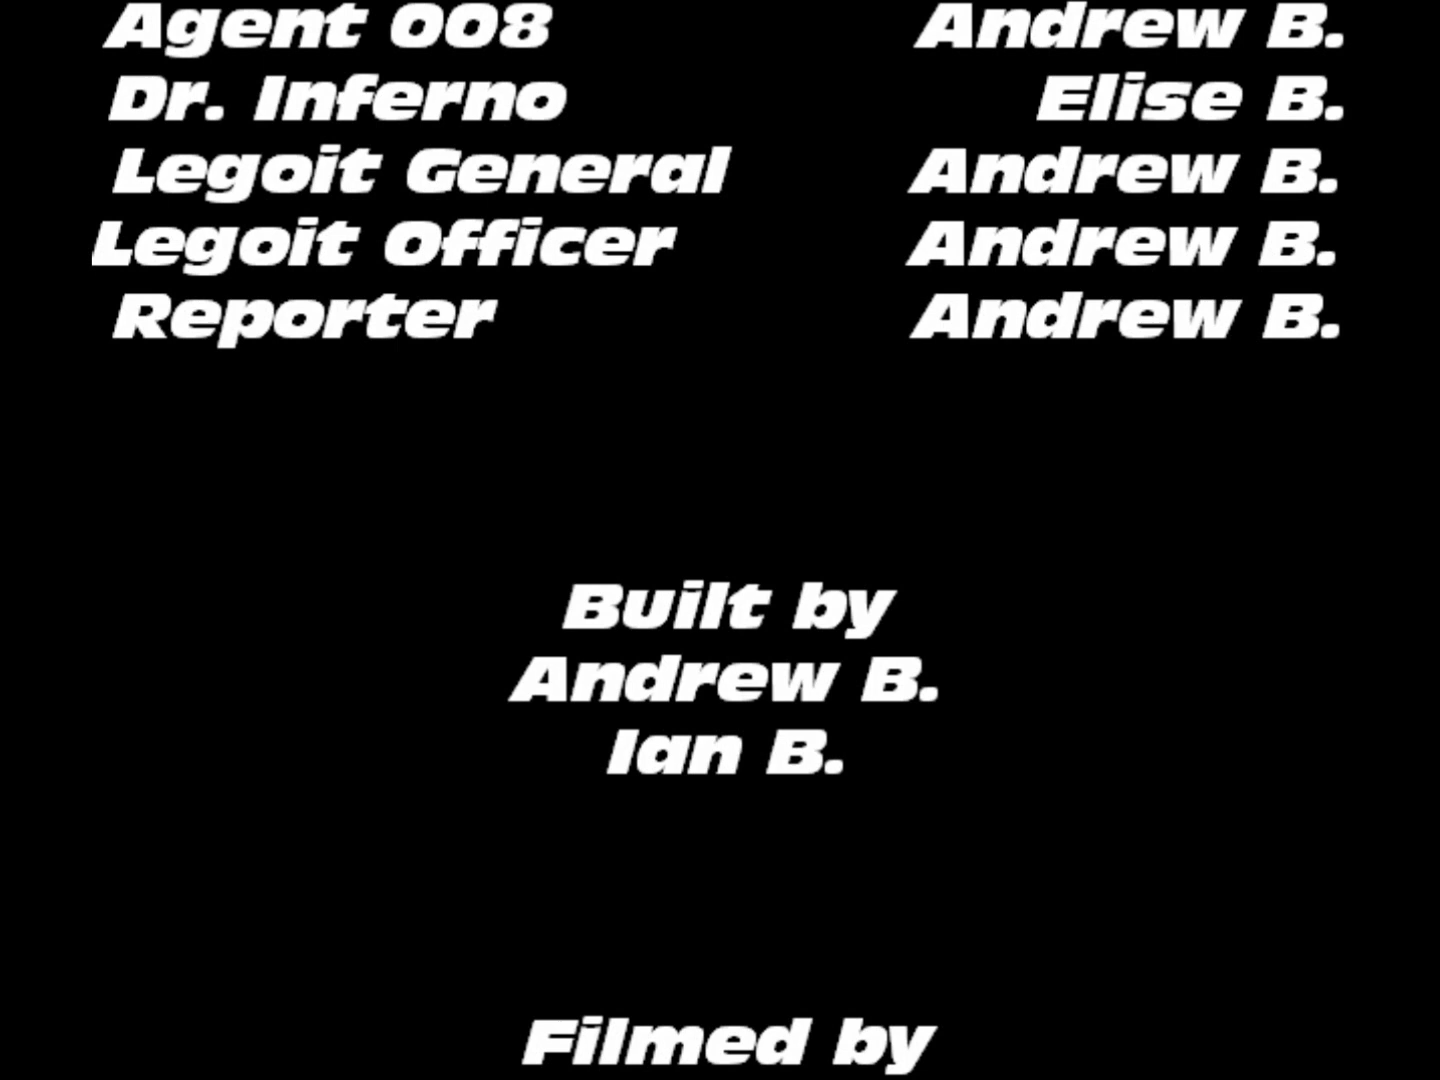 Agent 008 Andrew B.
Dr. Inferno Elise B.
Legoit General Andrew B.
Legoit Officer Andrew B.
Reporter Andrew B.
Built by
Andrew B.
Ian B.
Filmed by